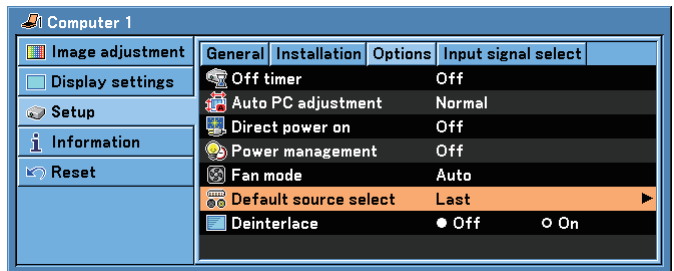 Computer 1
Image adjustment
Display settings
Setup
Information
Reset
General Installation Options Input signal select
Off timer Off
Auto PC adjustment Normal
Direct power on Off
Power management Off
Fan mode Auto
Default source select Last
Deinterlace Off On